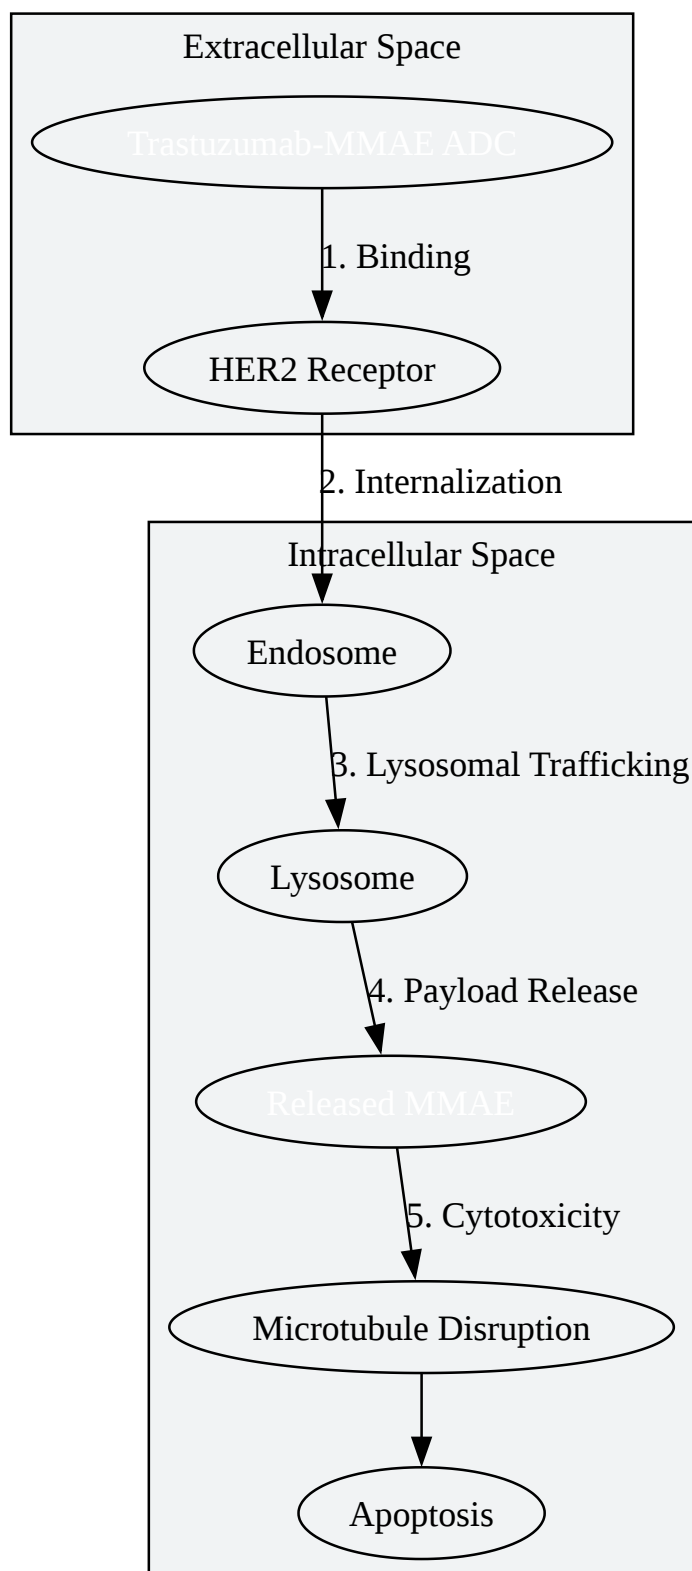 Extracellular Space
Trastuzumab-MMAE ADC
1. Binding
HER2 Receptor
2. Internalization
Intracellular Space
Endosome
3. Lysosomal Trafficking
Lysosome
4. Payload Release
Released MMAE
5. Cytotoxicity
Microtubule Disruption
Apoptosis